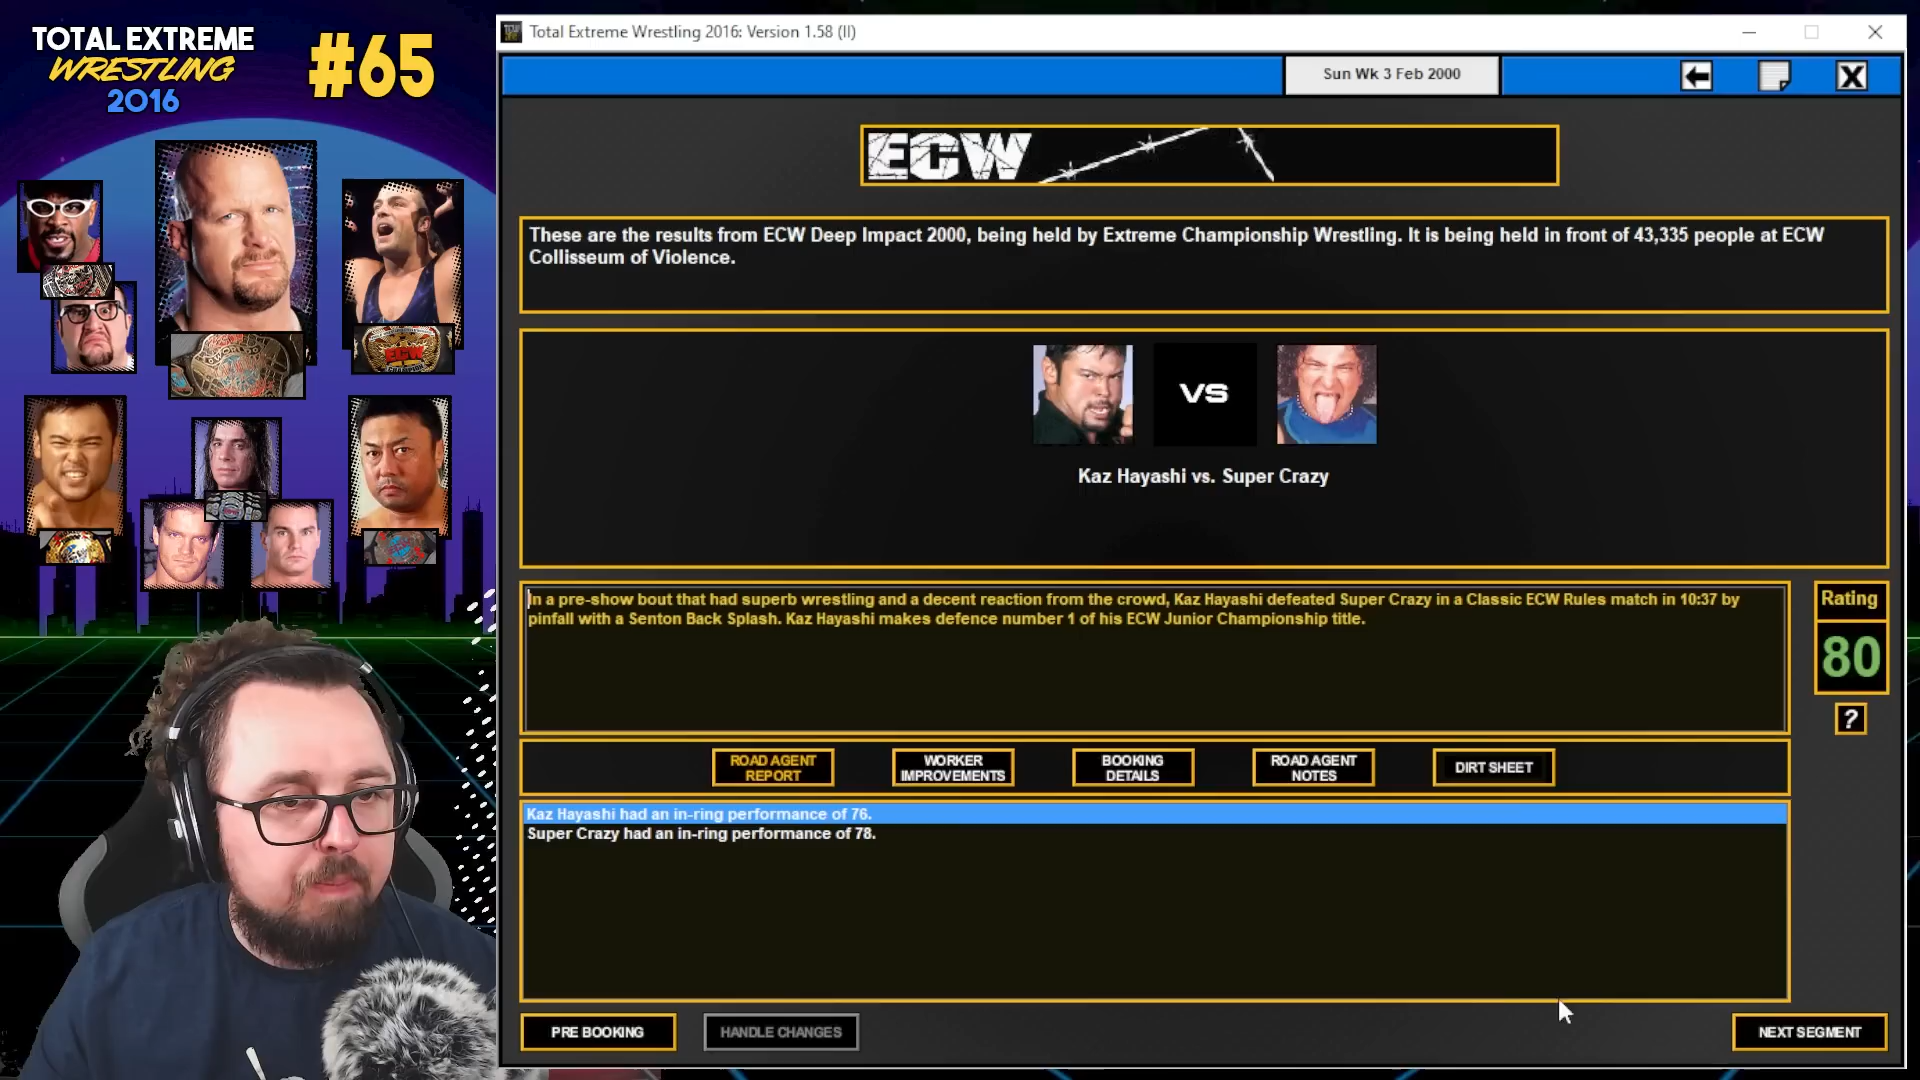 TOTAL EXTREME
WRESTLING
2016
#65
Total Extreme Wrestling 2016: Version 1.58 (II)
Sun Wk 3 Feb 2000
X
ECW
These are the results from ECW Deep Impact 2000, being held by Extreme Championship Wrestling. It is being held in front of 43,335 people at ECW
Collisseum of Violence.
VS
Kaz Hayashi vs. Super Crazy
In a pre-show bout that had superb wrestling and a decent reaction from the crowd, Kaz Hayashi defeated Super Crazy in a Classic ECW Rules match in 10:37 by
pinfall with a Senton Back Splash. Kaz Hayashi makes defence number 1 of his ECW Junior Championship title.
Rating
80
?
ROAD AGENT
REPORT
WORKER
IMPROVEMENTS
BOOKING
DETAILS
ROAD AGENT
NOTES
DIRT SHEET
Kaz Hayashi had an in-ring performance of 76.
Super Crazy had an in-ring performance of 78.
PRE BOOKING
HANDLE CHANGES
NEXT SEGMENT